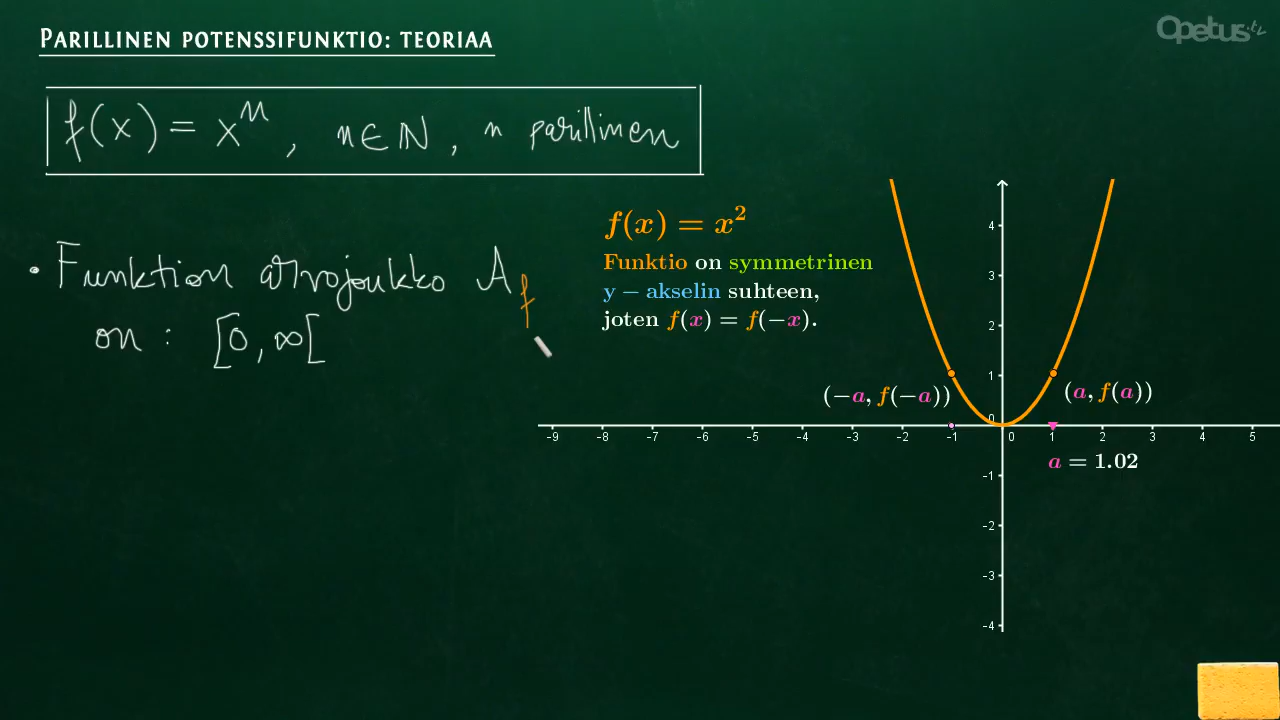 PARILLINEN POTENSSIFUNKTIO: TEORIAA
Opetus.tv
f(x) = xⁿ, n∈N, n parillinen
f(x) = x²
• Funktion arvojoukko A_f
on : [0, ∞[
Funktio on symmetrinen
y − akselin suhteen,
joten f(x) = f(−x).
4
3
2
1
(−a, f(−a))
(a, f(a))
0
-9 -8 -7 -6 -5 -4 -3 -2 -1 0 1 2 3 4 5
a = 1.02
-1
-2
-3
-4